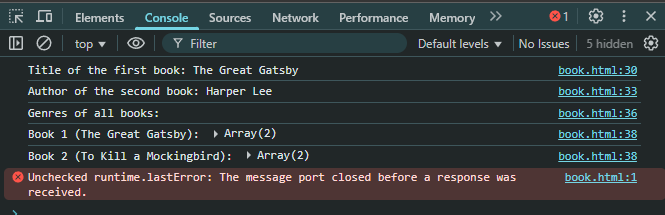 Elements Console Sources Network Performance Memory 1
top Filter Default levels No Issues 5 hidden
Title of the first book: The Great Gatsby book.html:30
Author of the second book: Harper Lee book.html:33
Genres of all books: book.html:36
Book 1 (The Great Gatsby): Array(2) book.html:38
Book 2 (To Kill a Mockingbird): Array(2) book.html:38
Unchecked runtime.lastError: The message port closed before a response was book.html:1
received.